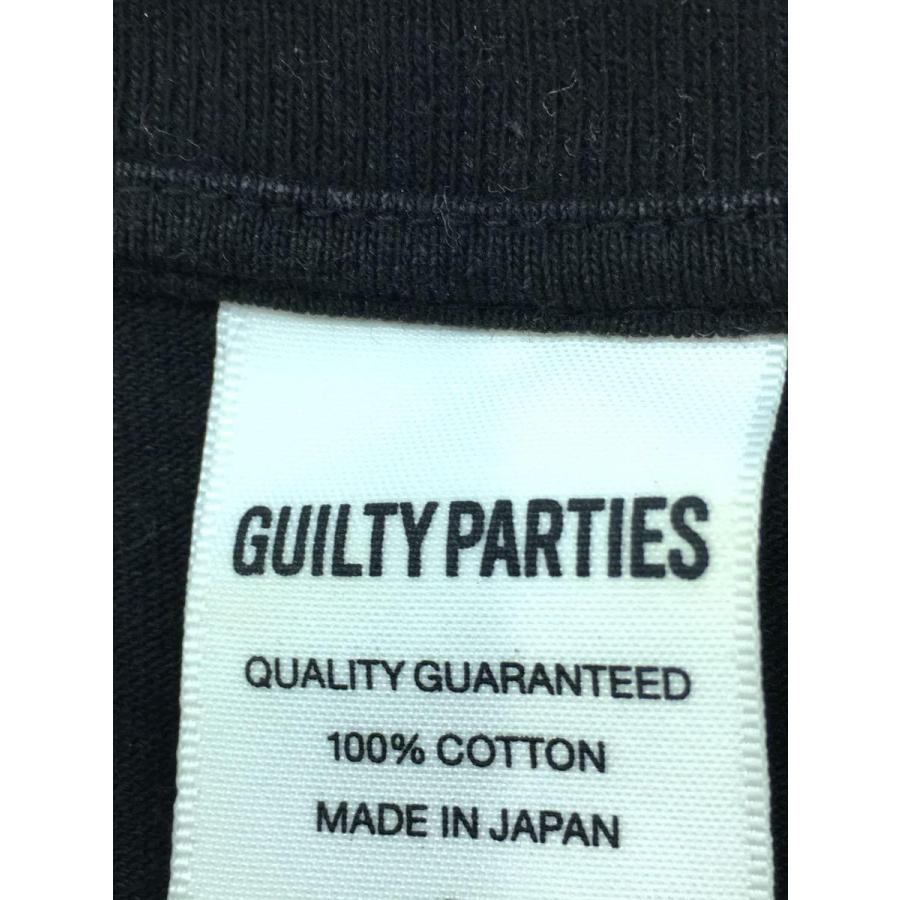 GUILTY PARTIES
QUALITY GUARANTEED
100% COTTON
MADE IN JAPAN